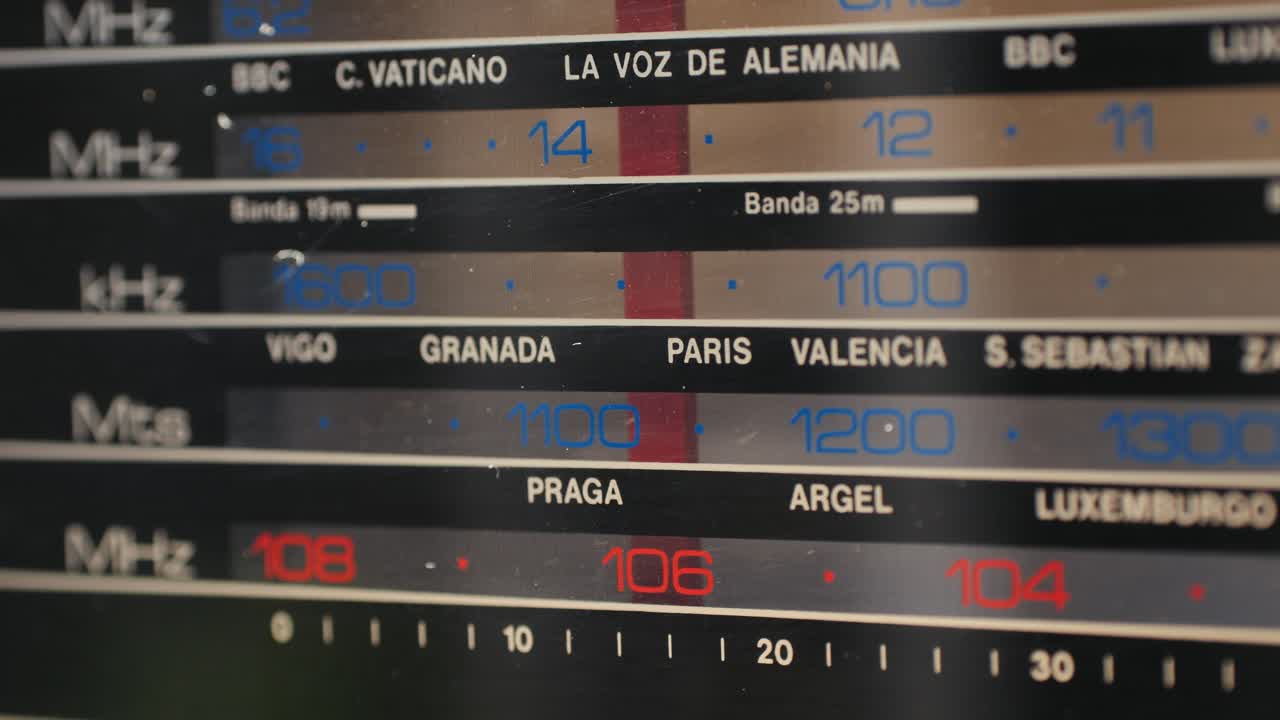 MHz 6.2
BBC C. VATICANO LA VOZ DE ALEMANIA BBC
MHz 16 14 12 11
Banda 19m Banda 25m
kHz 1600 1100
VIGO GRANADA PARIS VALENCIA S. SEBASTIAN
Mts 1100 1200 1300
PRAGA ARGEL LUXEMBURGO
MHz 108 106 104
0 10 20 30